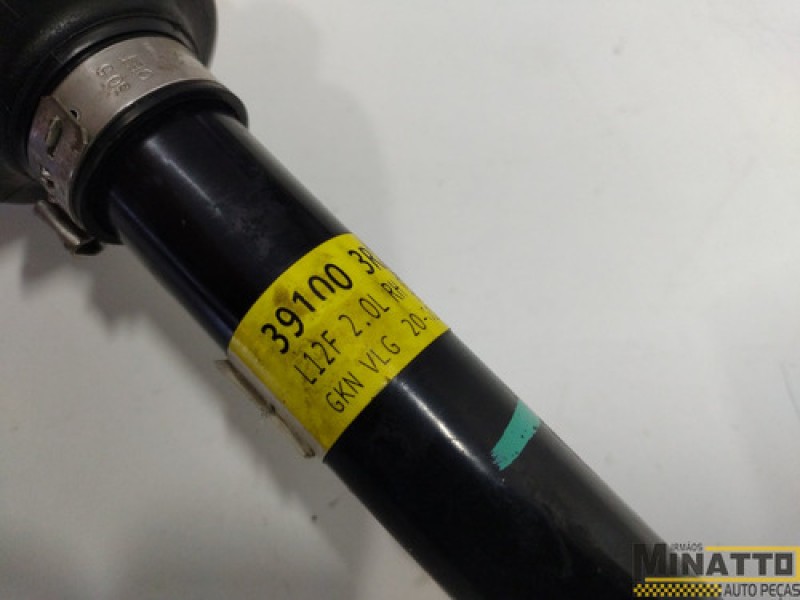 39100 3R
L12F 2.0L RH
GKN VLG 20-
IRMÃOS
MINATTO
AUTO PEÇAS